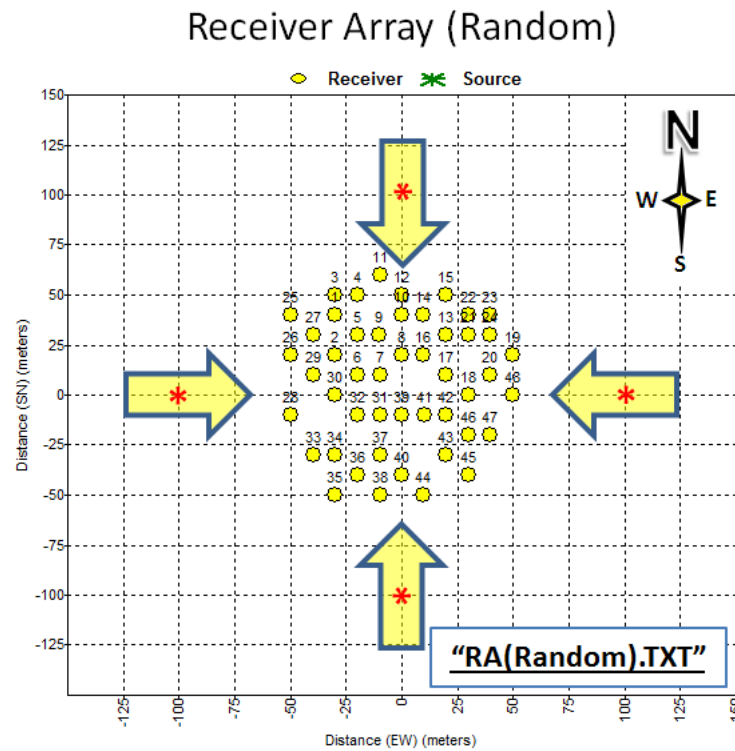 Receiver Array (Random)
Receiver Source
150
125
N
100
W E
75
S
11
3 4 12 15
50
25 1 10 14 22 23
27 5 9 13 21 24
25
26 2 8 16 19
29 6 7 17 20
30 18 48
0
28 32 31 39 41 42
46 47
-25
33 34 37 43
36 40 45
35 38 44
-50
-75
-100
-125
"RA(Random).TXT"
Distance (SN) (meters)
-125 -100 -75 -50 -25 0 25 50 75 100 125 150
Distance (EW) (meters)